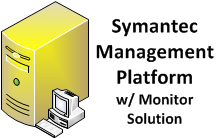 Symantec
Management
Platform
w/ Monitor
Solution